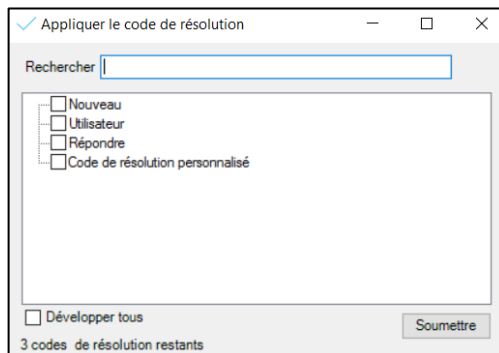 Appliquer le code de résolution
Rechercher
Nouveau
Utilisateur
Répondre
Code de résolution personnalisé
Développer tous
Soumettre
3 codes de résolution restants